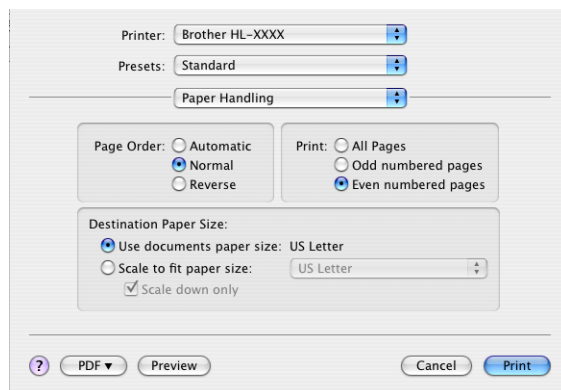 Printer: Brother HL-XXXX
Presets: Standard
Paper Handling
Page Order: Automatic
Normal
Reverse
Print: All Pages
Odd numbered pages
Even numbered pages
Destination Paper Size:
Use documents paper size: US Letter
Scale to fit paper size: US Letter
Scale down only
? PDF▼ Preview Cancel Print